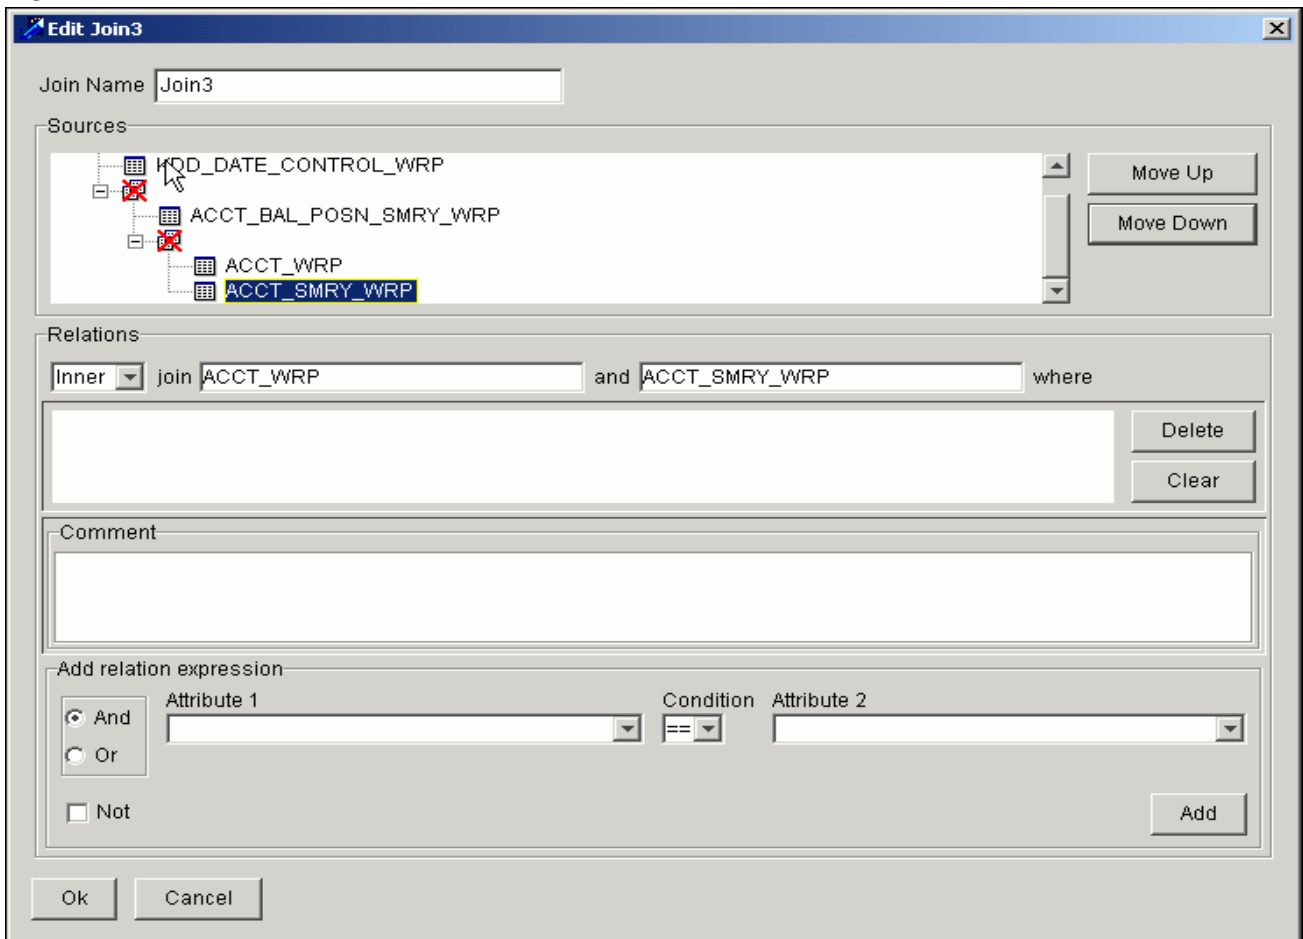 Edit Join3
Join Name Join3
Sources
KDD_DATE_CONTROL_WRP
Move Up
ACCT_BAL_POSN_SMRY_WRP
Move Down
ACCT_WRP
ACCT_SMRY_WRP
Relations
Inner join ACCT_WRP and ACCT_SMRY_WRP where
Delete
Clear
Comment
Add relation expression
Attribute 1 Condition Attribute 2
And
==
Or
Not
Add
Ok Cancel